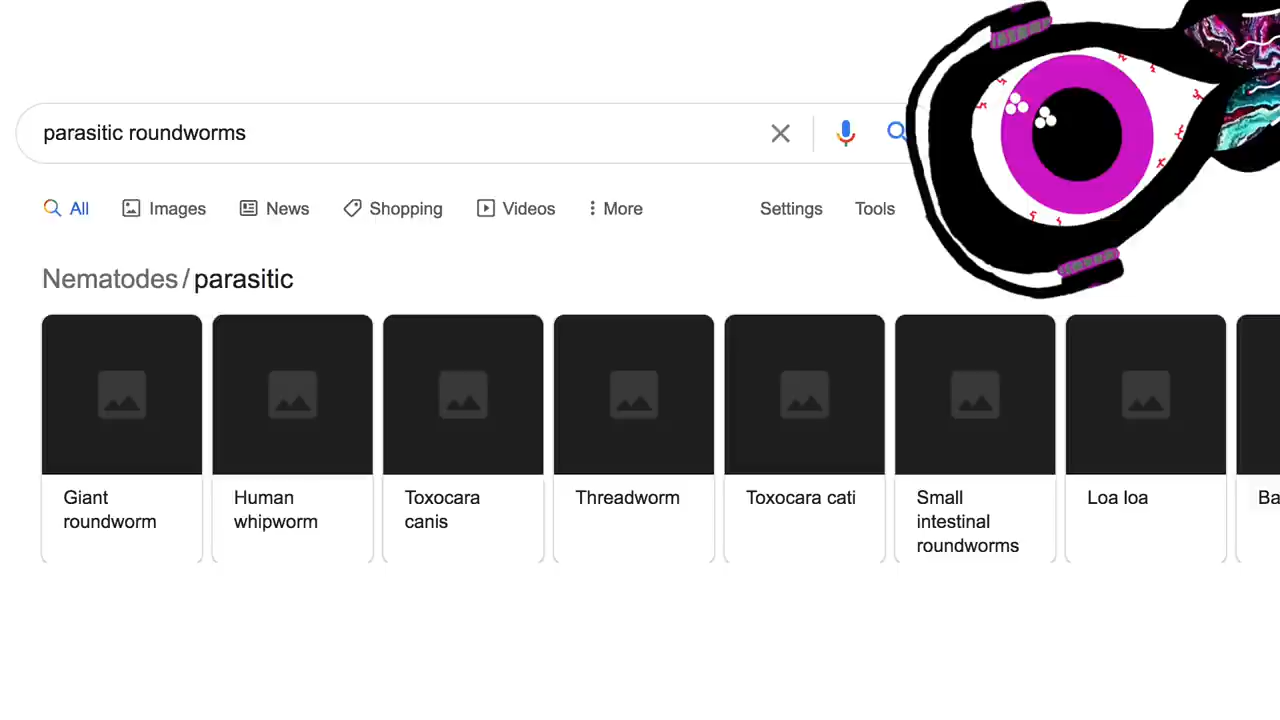 parasitic roundworms
All Images News Shopping Videos More Settings Tools
Nematodes/parasitic
Giant roundworm
Human whipworm
Toxocara canis
Threadworm
Toxocara cati
Small intestinal roundworms
Loa loa
Ba